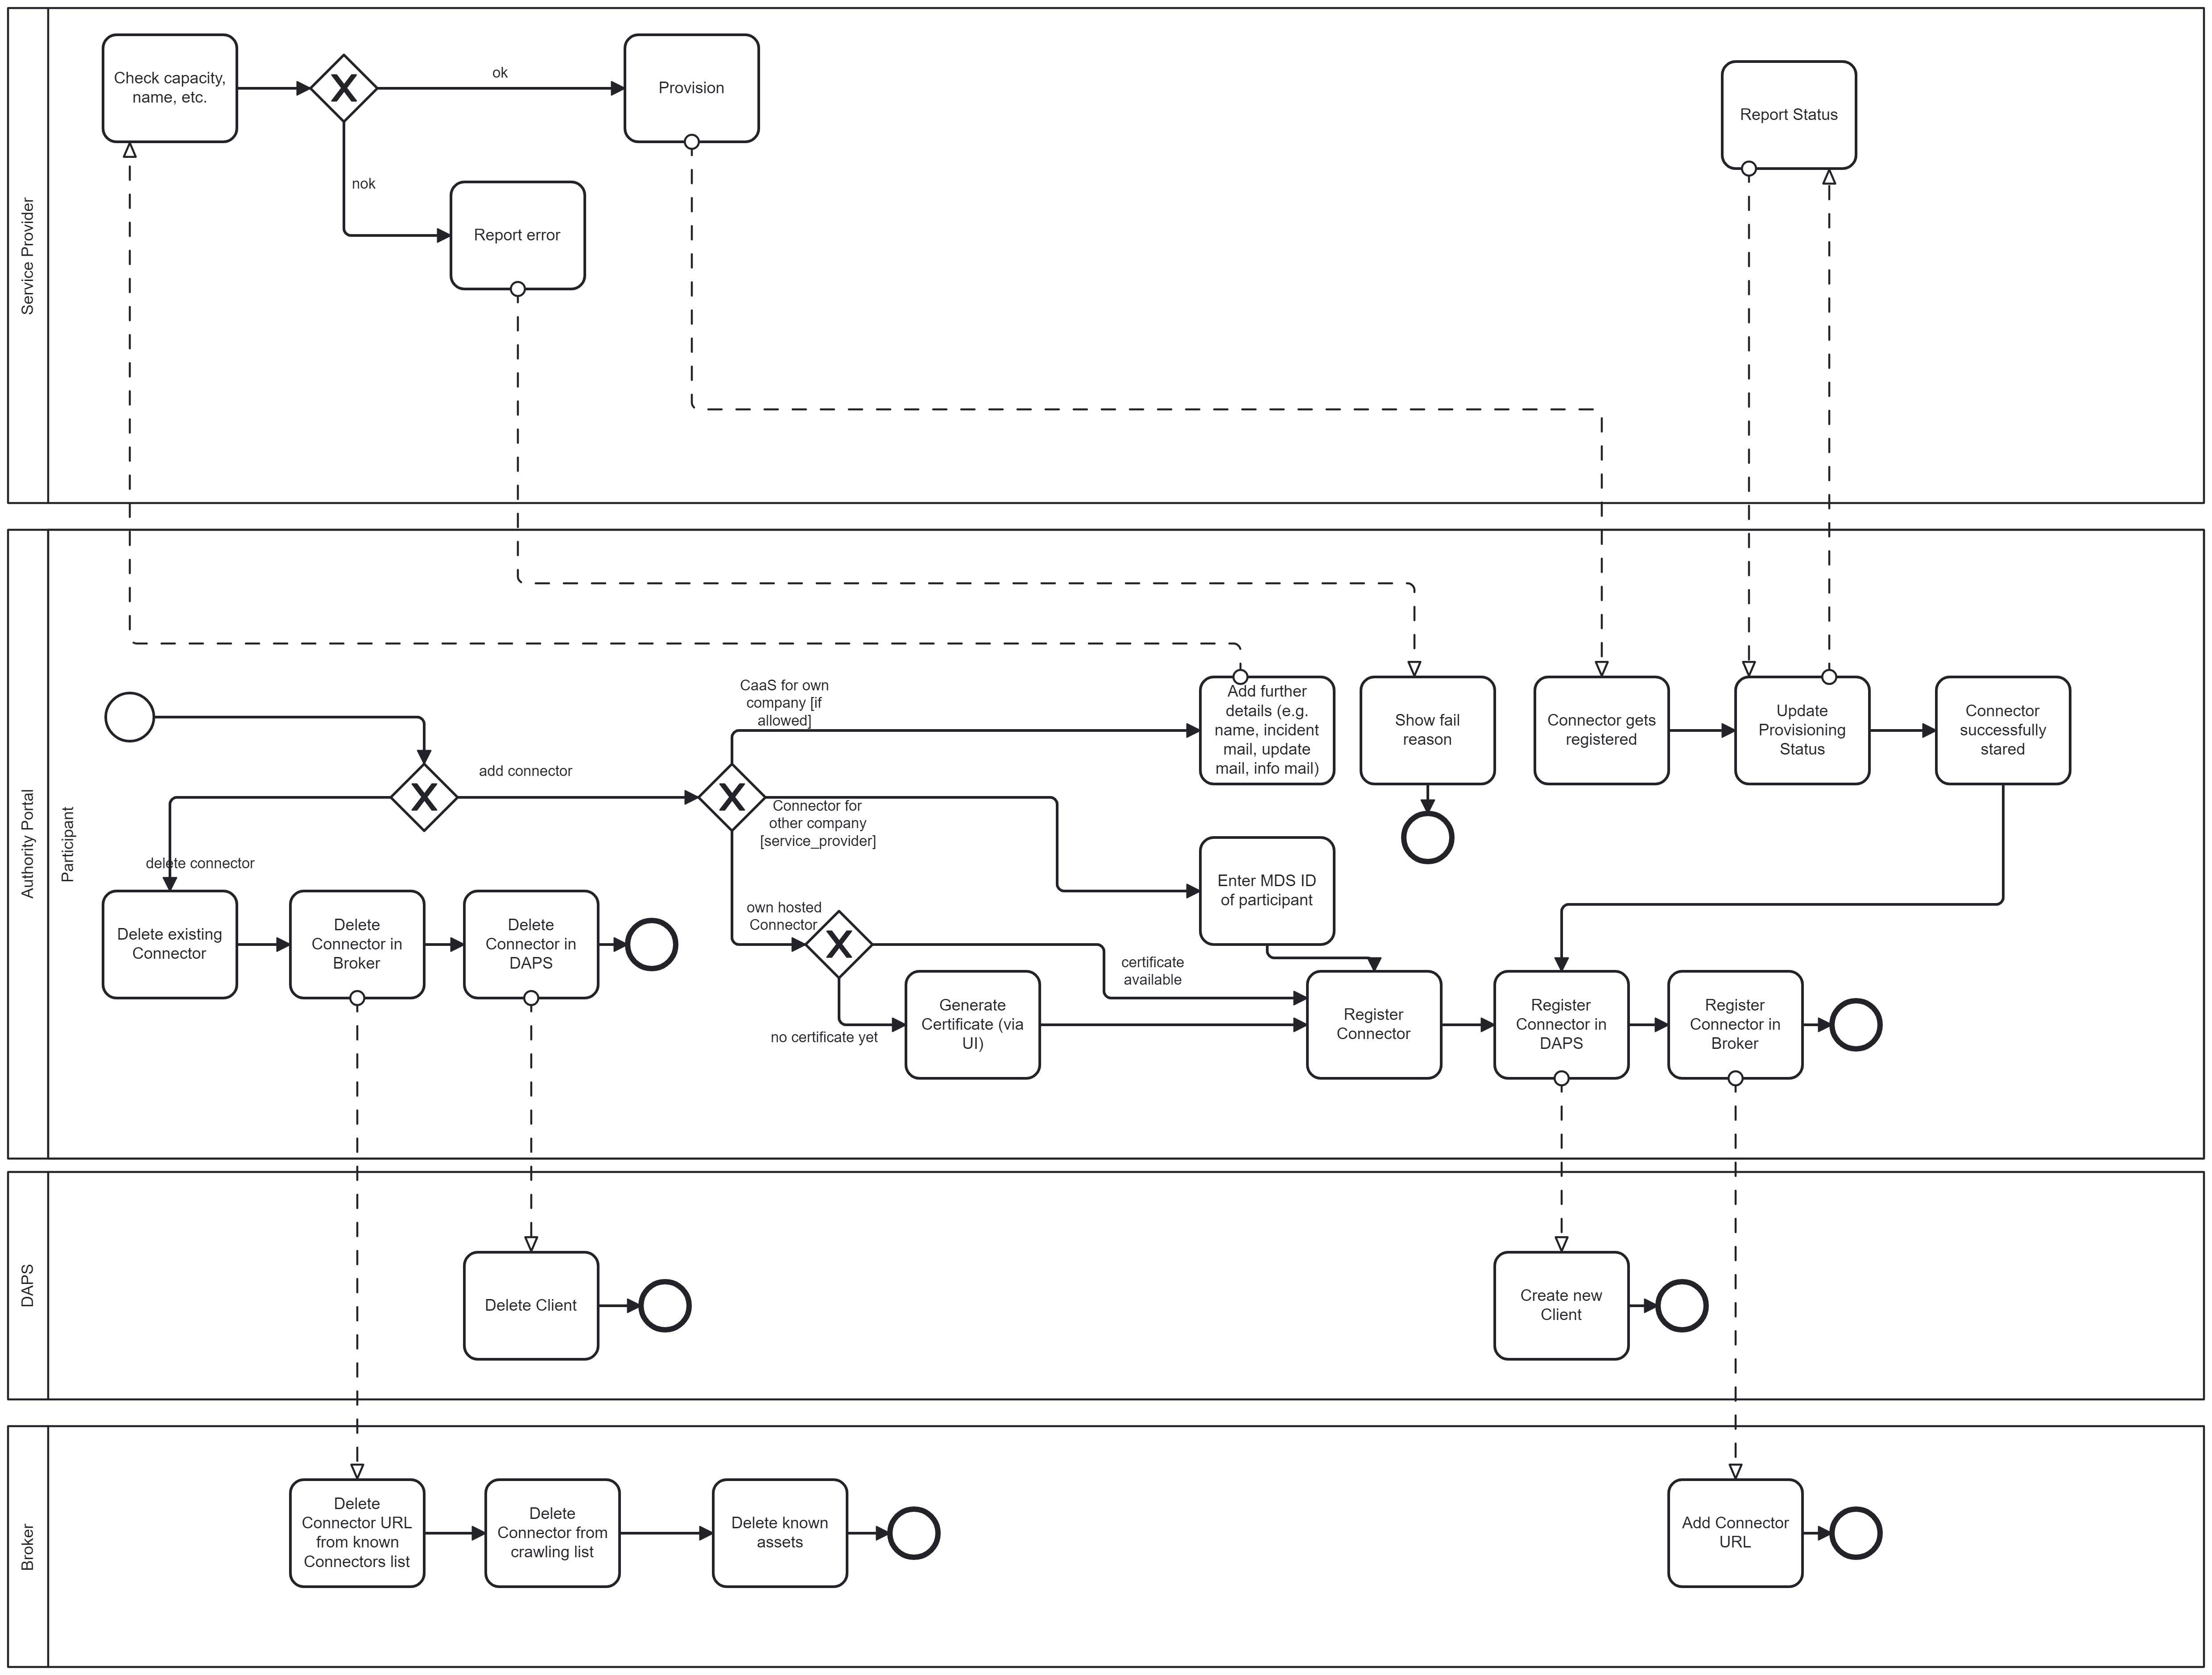 Service Provider
Check capacity,
name, etc.
ok
Provision
nok
Report error
Report Status
Authority Portal
Participant
add connector
delete connector
Delete existing
Connector
Delete
Connector in
Broker
Delete
Connector in
DAPS
CaaS for own
company [if
allowed]
Connector for
other company
[service_provider]
own hosted
Connector
no certificate yet
Generate
Certificate (via
UI)
certificate
available
Add further
details (e.g.
name, incident
mail, update
mail, info mail)
Enter MDS ID
of participant
Show fail
reason
Connector gets
registered
Update
Provisioning
Status
Connector
successfully
stared
Register
Connector
Register
Connector in
DAPS
Register
Connector in
Broker
DAPS
Delete Client
Create new
Client
Broker
Delete
Connector URL
from known
Connectors list
Delete
Connector from
crawling list
Delete known
assets
Add Connector
URL